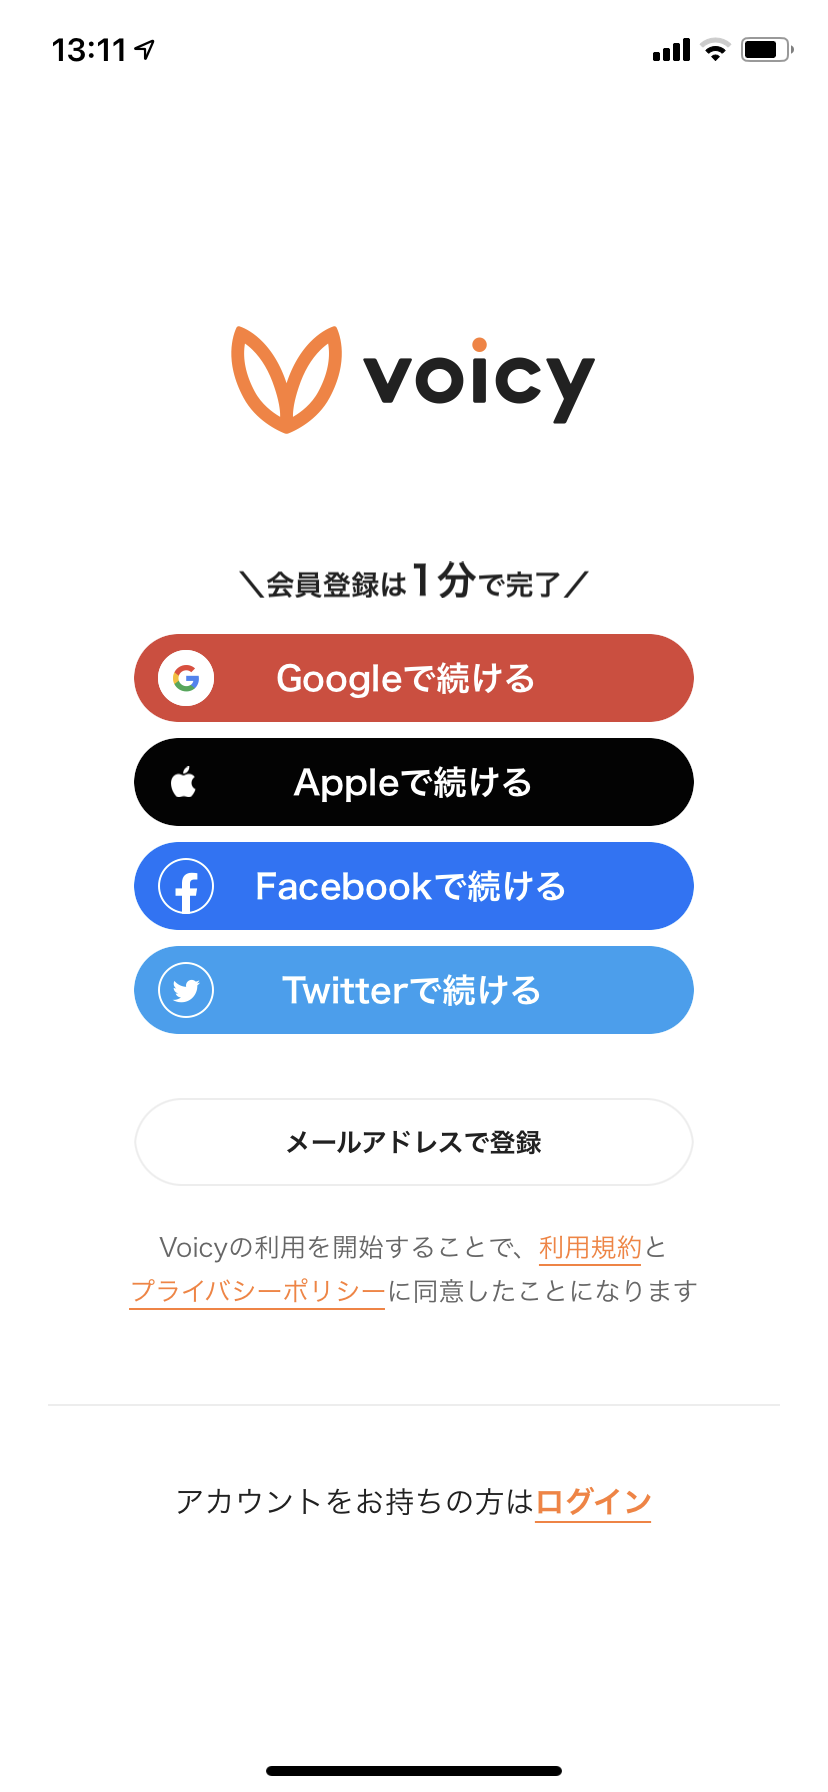 13:11
voicy
＼会員登録は1分で完了／
Googleで続ける
Appleで続ける
Facebookで続ける
Twitterで続ける
メールアドレスで登録
Voicyの利用を開始することで、利用規約と
プライバシーポリシーに同意したことになります
アカウントをお持ちの方はログイン